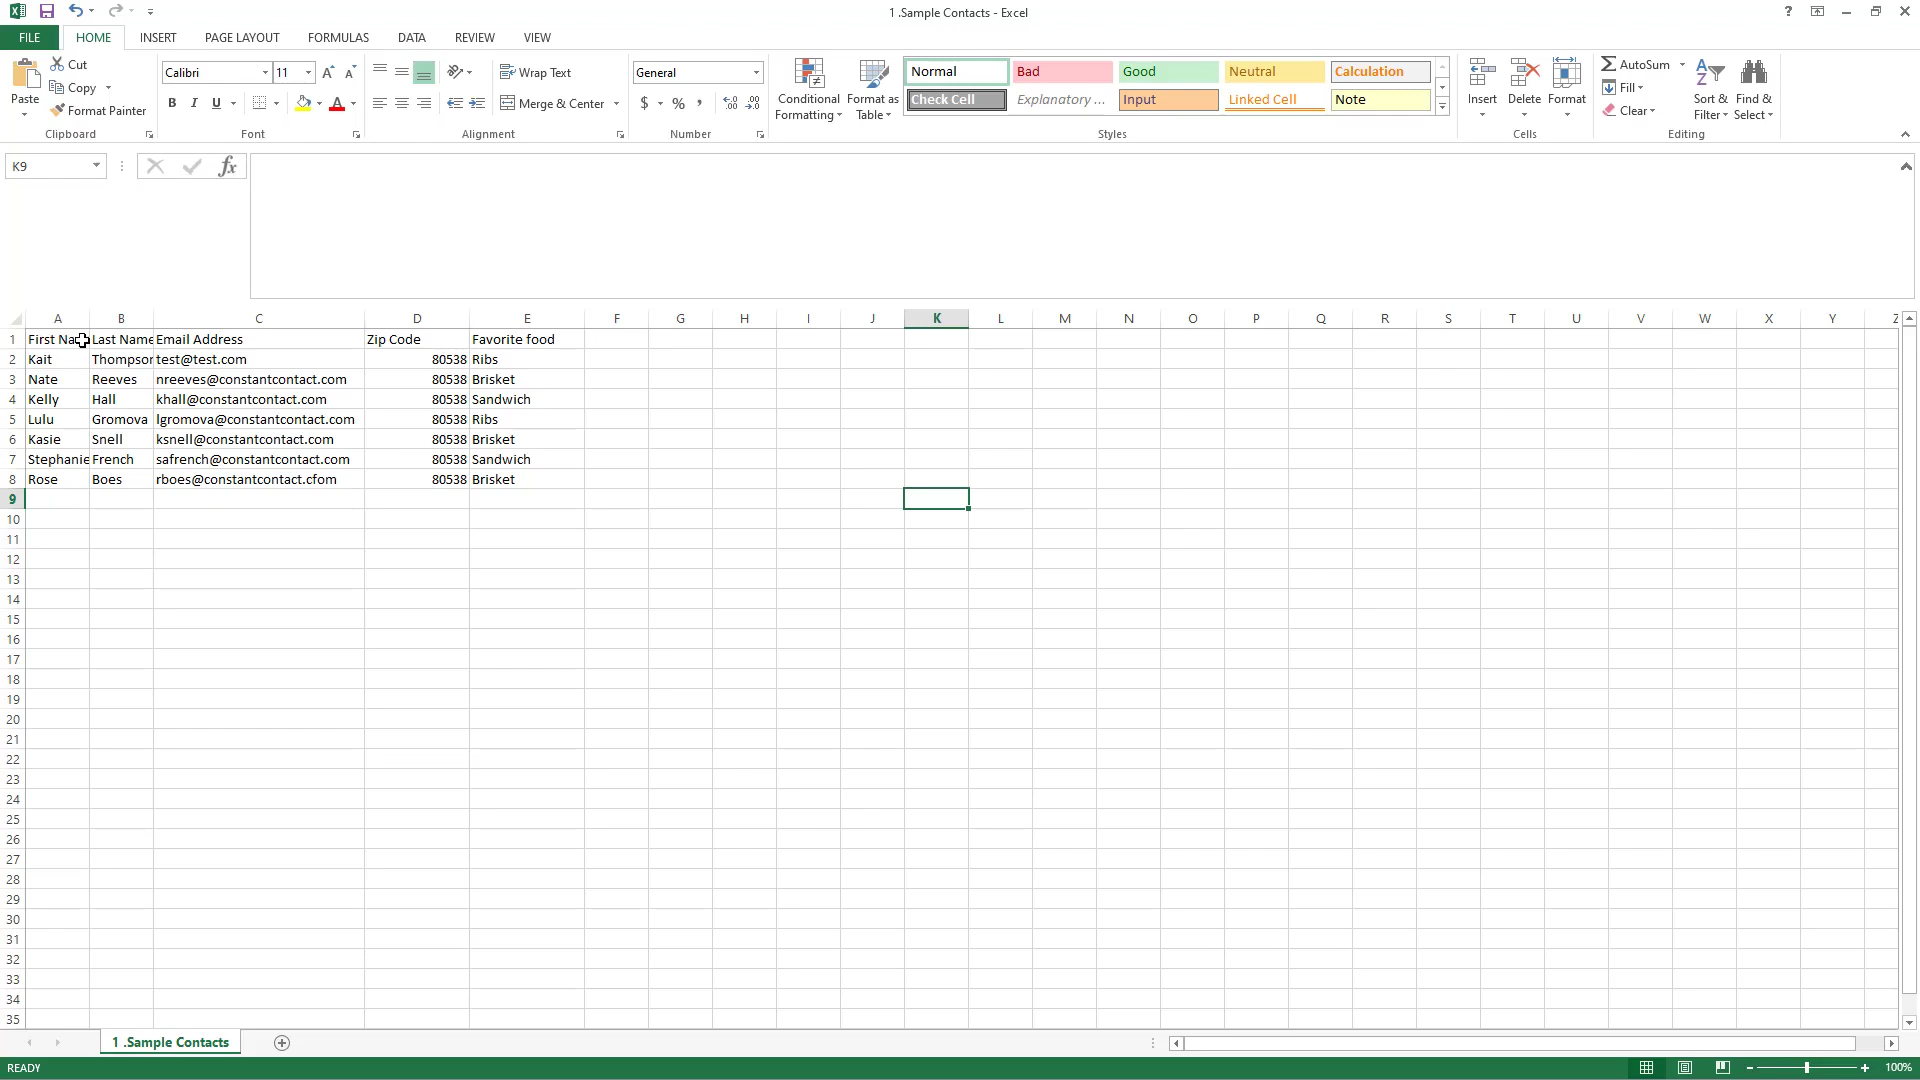 1 .Sample Contacts - Excel
FILE HOME INSERT PAGE LAYOUT FORMULAS DATA REVIEW VIEW
Paste
Cut
Copy
Format Painter
Clipboard
Calibri 11
B I U
Font
Wrap Text
Merge & Center
Alignment
General
$ % ,
Number
Conditional Formatting
Format as Table
Normal Bad Good Neutral Calculation
Check Cell Explanatory ... Input Linked Cell Note
Styles
Insert Delete Format
Cells
AutoSum
Fill
Clear
Sort & Filter
Find & Select
Editing
K9
fx
A B C D E F G H I J K L M N O P Q R S T U V W X Y Z
1 First Na Last Name Email Address Zip Code Favorite food
2 Kait Thompson test@test.com 80538 Ribs
3 Nate Reeves nreeves@constantcontact.com 80538 Brisket
4 Kelly Hall khall@constantcontact.com 80538 Sandwich
5 Lulu Gromova lgromova@constantcontact.com 80538 Ribs
6 Kasie Snell ksnell@constantcontact.com 80538 Brisket
7 Stephanie French safrench@constantcontact.com 80538 Sandwich
8 Rose Boes rboes@constantcontact.cfom 80538 Brisket
9
10
11
12
13
14
15
16
17
18
19
20
21
22
23
24
25
26
27
28
29
30
31
32
33
34
35
1 .Sample Contacts
READY
100%